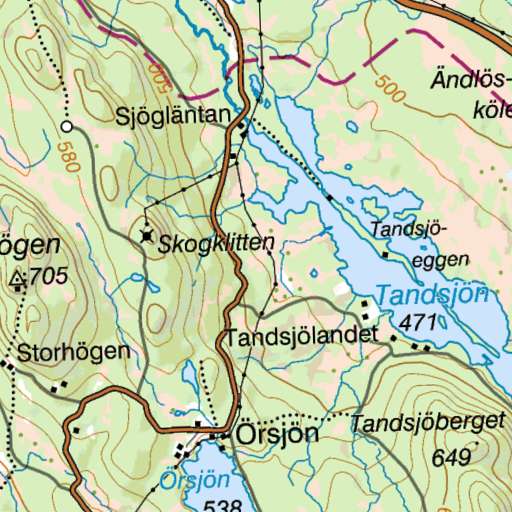 600
500
Ändlös-
köle
Sjögläntan
580
Tandsjö-
eggen
ögen
705
Skogklitten
Tandsjön
471
Tandsjölandet
Storhögen
Örsjön
Tandsjöberget
649
Örsjön
538